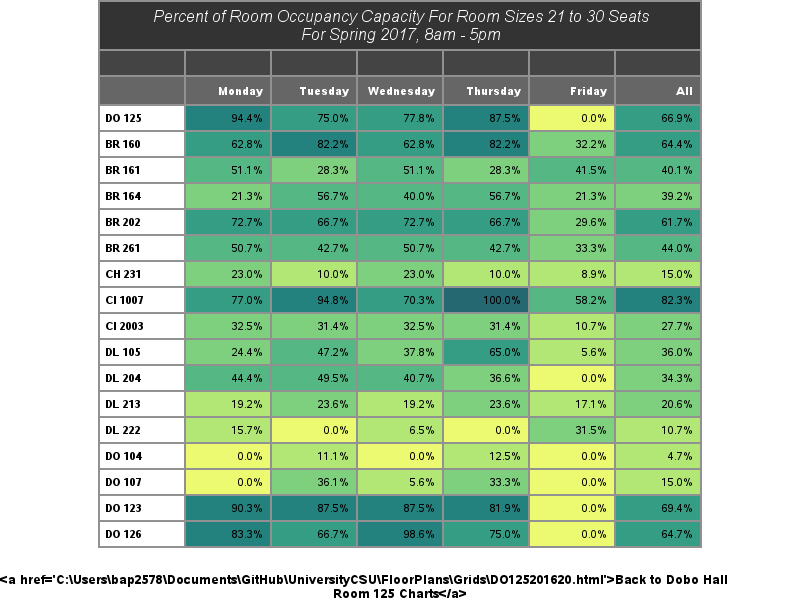 Percent of Room Occupancy Capacity For Room Sizes 21 to 30 Seats
For Spring 2017, 8am - 5pm
Monday Tuesday Wednesday Thursday Friday All
DO 125 94.4% 75.0% 77.8% 87.5% 0.0% 66.9%
BR 160 62.8% 82.2% 62.8% 82.2% 32.2% 64.4%
BR 161 51.1% 28.3% 51.1% 28.3% 41.5% 40.1%
BR 164 21.3% 56.7% 40.0% 56.7% 21.3% 39.2%
BR 202 72.7% 66.7% 72.7% 66.7% 29.6% 61.7%
BR 261 50.7% 42.7% 50.7% 42.7% 33.3% 44.0%
CH 231 23.0% 10.0% 23.0% 10.0% 8.9% 15.0%
CI 1007 77.0% 94.8% 70.3% 100.0% 58.2% 82.3%
CI 2003 32.5% 31.4% 32.5% 31.4% 10.7% 27.7%
DL 105 24.4% 47.2% 37.8% 65.0% 5.6% 36.0%
DL 204 44.4% 49.5% 40.7% 36.6% 0.0% 34.3%
DL 213 19.2% 23.6% 19.2% 23.6% 17.1% 20.6%
DL 222 15.7% 0.0% 6.5% 0.0% 31.5% 10.7%
DO 104 0.0% 11.1% 0.0% 12.5% 0.0% 4.7%
DO 107 0.0% 36.1% 5.6% 33.3% 0.0% 15.0%
DO 123 90.3% 87.5% 87.5% 81.9% 0.0% 69.4%
DO 126 83.3% 66.7% 98.6% 75.0% 0.0% 64.7%
<a href='C:\Users\bap2578\Documents\GitHub\UniversityCSU\FloorPlans\Grids\DO125201620.html'>Back to Dobo Hall
Room 125 Charts</a>